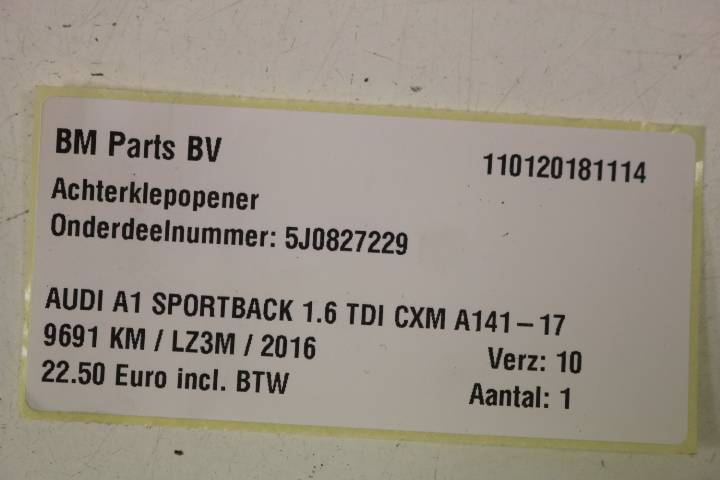 BM Parts BV 110120181114
Achterklepopener
Onderdeelnummer: 5J0827229
AUDI A1 SPORTBACK 1.6 TDI CXM A141-17
9691 KM / LZ3M / 2016 Verz: 10
22.50 Euro incl. BTW Aantal: 1